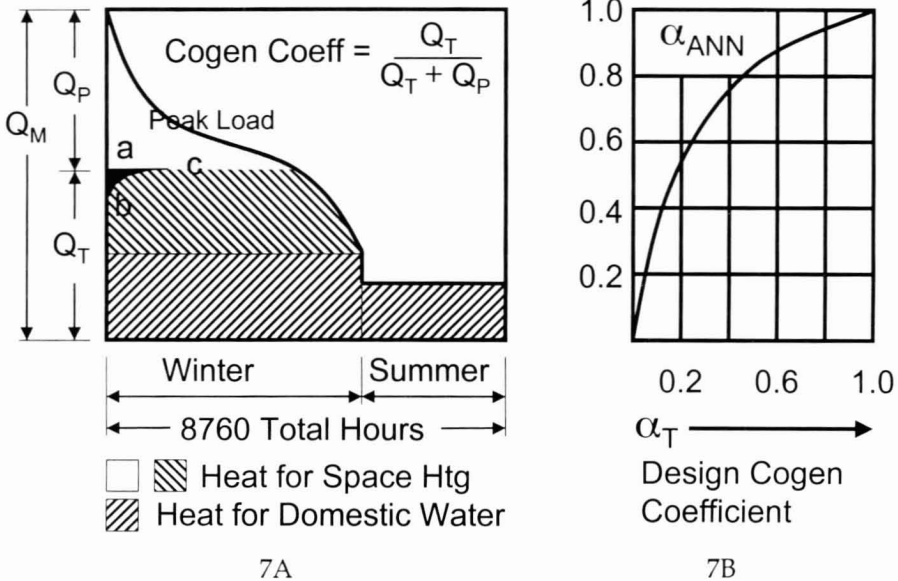 Cogen Coeff = Q_T / (Q_T + Q_P)
Q_P
Q_M
Peak Load
a
c
b
Q_T
Winter
Summer
8760 Total Hours
Heat for Space Htg
Heat for Domestic Water
7A
1.0
α_ANN
0.8
0.6
0.4
0.2
0.2 0.6 1.0
α_T
Design Cogen
Coefficient
7B